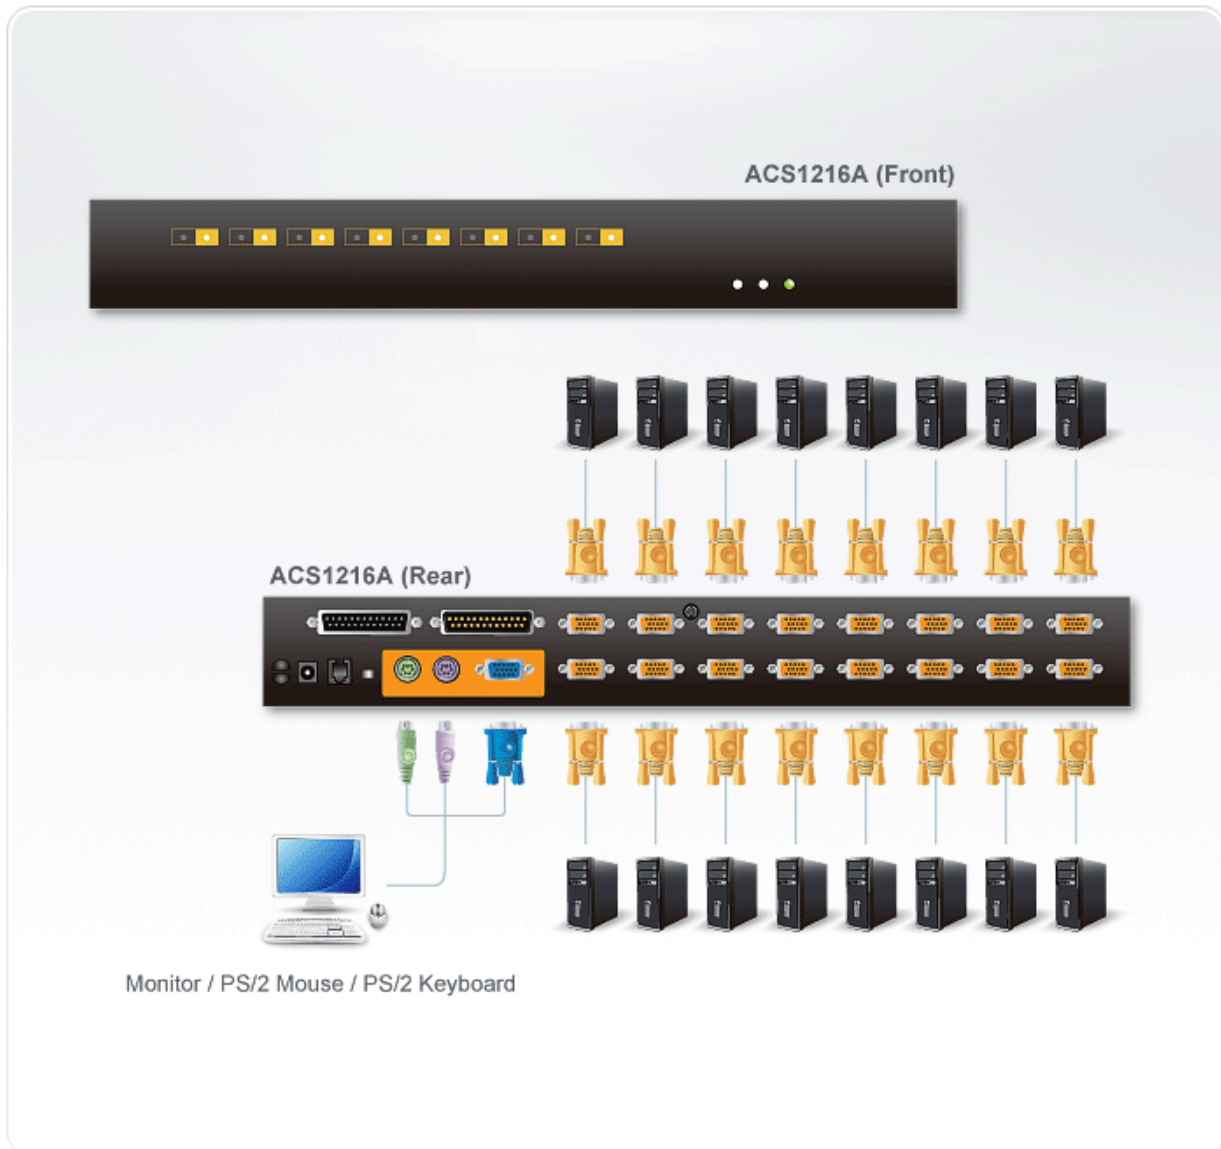 ACS1216A (Front)
ACS1216A (Rear)
Monitor / PS/2 Mouse / PS/2 Keyboard